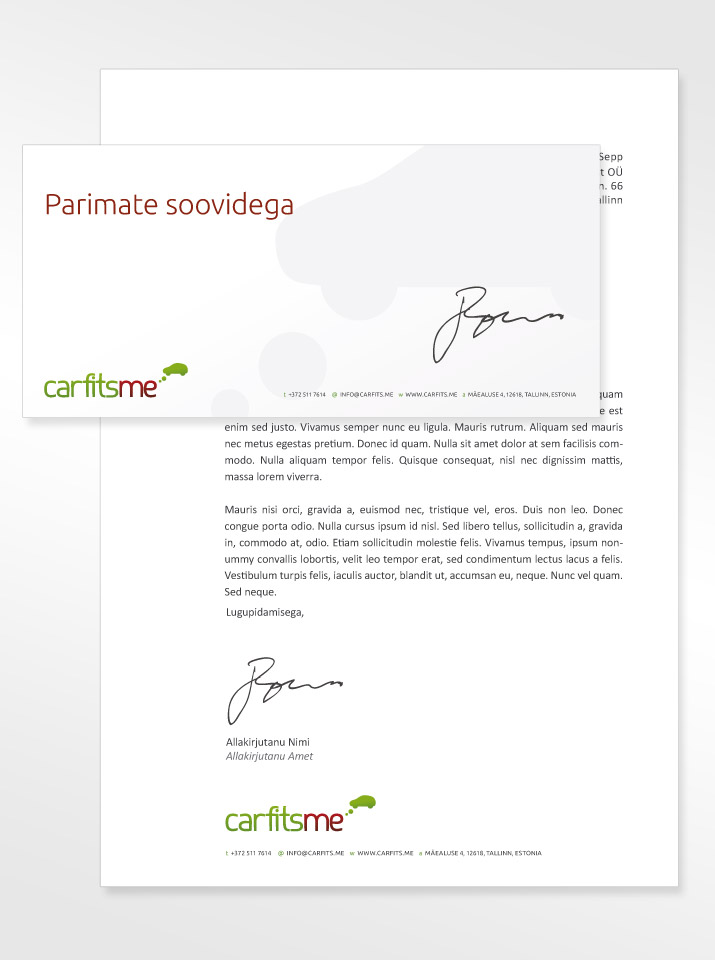 Sepp
OÜ
66
Parimate soovidega
carfitsme
t +372 511 7614 @ INFO@CARFITS.ME w WWW.CARFITS.ME a MÄEALUSE 4, 12618, TALLINN, ESTONIA
est
enim sed justo. Vivamus semper nunc eu ligula. Mauris rutrum. Aliquam sed mauris
nec metus egestas pretium. Donec id quam. Nulla sit amet dolor at sem facilisis com-
modo. Nulla aliquam tempor felis. Quisque consequat, nisl nec dignissim mattis,
massa lorem viverra.
Mauris nisi orci, gravida a, euismod nec, tristique vel, eros. Duis non leo. Donec
congue porta odio. Nulla cursus ipsum id nisl. Sed libero tellus, sollicitudin a, gravida
in, commodo at, odio. Etiam sollicitudin molestie felis. Vivamus tempus, ipsum non-
ummy convallis lobortis, velit leo tempor erat, sed condimentum lectus lacus a felis.
Vestibulum turpis felis, iaculis auctor, blandit ut, accumsan eu, neque. Nunc vel quam.
Sed neque.
Lugupidamisega,
Allakirjutanu Nimi
Allakirjutanu Amet
carfitsme
t +372 511 7614 @ INFO@CARFITS.ME w WWW.CARFITS.ME a MÄEALUSE 4, 12618, TALLINN, ESTONIA